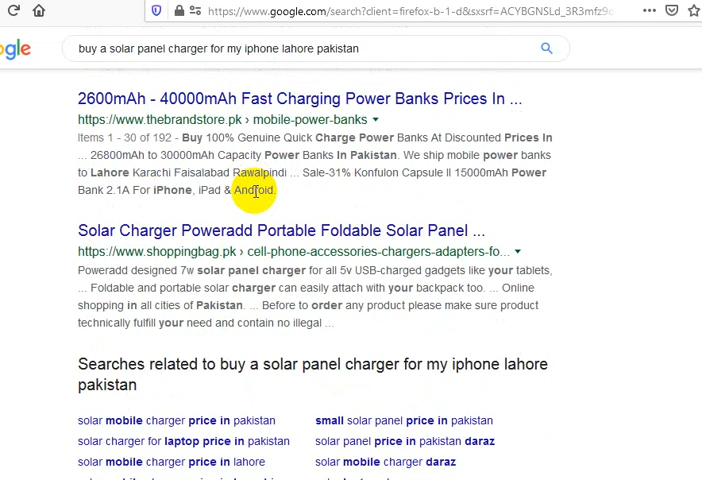 https://www.google.com/search?client=firefox-b-1-d&sxsrf=ACYBGNSLd_3R3mfz9
ogle
buy a solar panel charger for my iphone lahore pakistan
2600mAh - 40000mAh Fast Charging Power Banks Prices In ...
https://www.thebrandstore.pk › mobile-power-banks
Items 1 - 30 of 192 - Buy 100% Genuine Quick Charge Power Banks At Discounted Prices In
... 26800mAh to 30000mAh Capacity Power Banks In Pakistan. We ship mobile power banks
to Lahore Karachi Faisalabad Rawalpindi ... Sale-31% Konfulon Capsule II 15000mAh Power
Bank 2.1A For iPhone, iPad & Android.
Solar Charger Poweradd Portable Foldable Solar Panel ...
https://www.shoppingbag.pk › cell-phone-accessories-chargers-adapters-fo...
Poweradd designed 7w solar panel charger for all 5v USB-charged gadgets like your tablets,
... Foldable and portable solar charger can easily attach with your backpack too. ... Online
shopping in all cities of Pakistan. ... Before to order any product please make sure product
technically fulfill your need and contain no illegal ...
Searches related to buy a solar panel charger for my iphone lahore
pakistan
solar mobile charger price in pakistan
small solar panel price in pakistan
solar charger for laptop price in pakistan
solar panel price in pakistan daraz
solar mobile charger price in lahore
solar mobile charger daraz